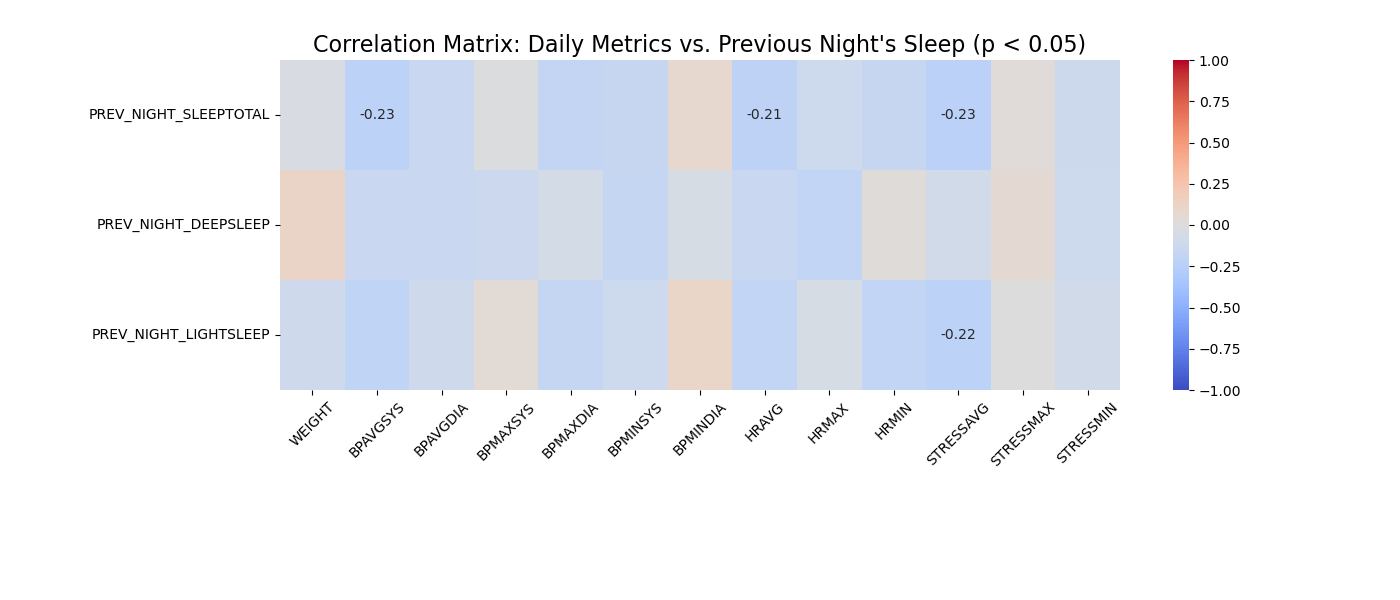 Correlation Matrix: Daily Metrics vs. Previous Night's Sleep (p < 0.05)
PREV_NIGHT_SLEEPTOTAL
-0.23
-0.21
-0.23
PREV_NIGHT_DEEPSLEEP
PREV_NIGHT_LIGHTSLEEP
-0.22
WEIGHT
BPAVGSYS
BPAVGDIA
BPMAXSYS
BPMAXDIA
BPMINSYS
BPMINDIA
HRAVG
HRMAX
HRMIN
STRESSAVG
STRESSMAX
STRESSMIN
1.00
0.75
0.50
0.25
0.00
−0.25
−0.50
−0.75
−1.00